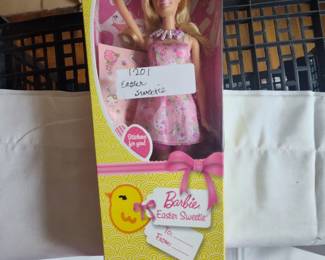 1201
Easter
Sweetie
Stickers
for you!
Barbie
Easter Sweetie
To:
From: